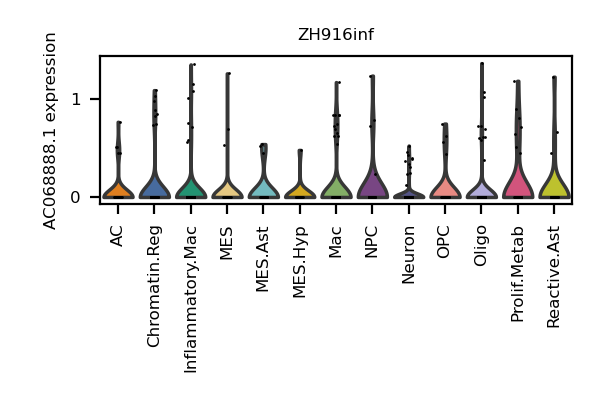 ZH916inf
AC068888.1 expression
1
0
AC
Chromatin.Reg
Inflammatory.Mac
MES
MES.Ast
MES.Hyp
Mac
NPC
Neuron
OPC
Oligo
Prolif.Metab
Reactive.Ast